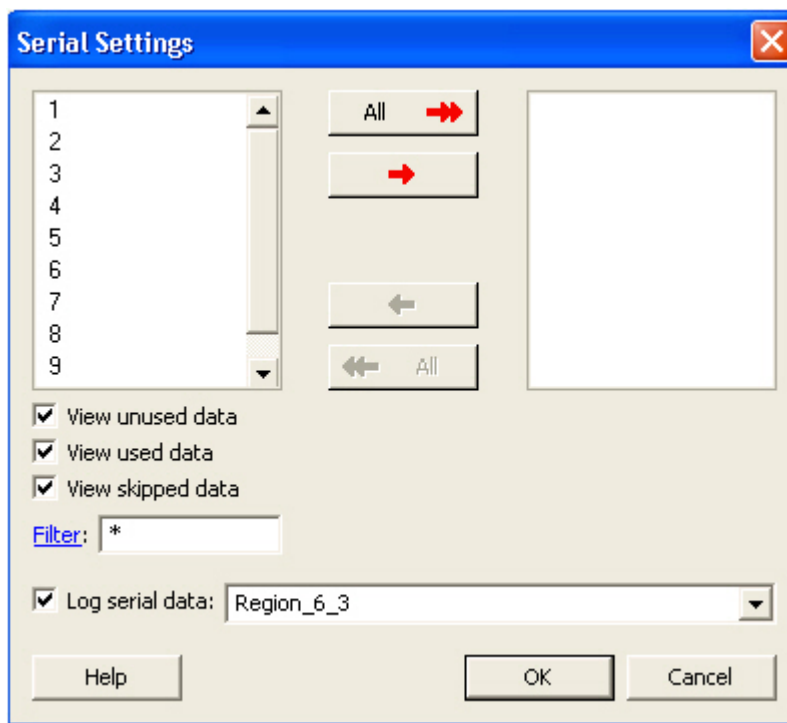 Serial Settings
1
2
3
4
5
6
7
8
9
All
All
View unused data
View used data
View skipped data
Filter: *
Log serial data: Region_6_3
Help OK Cancel